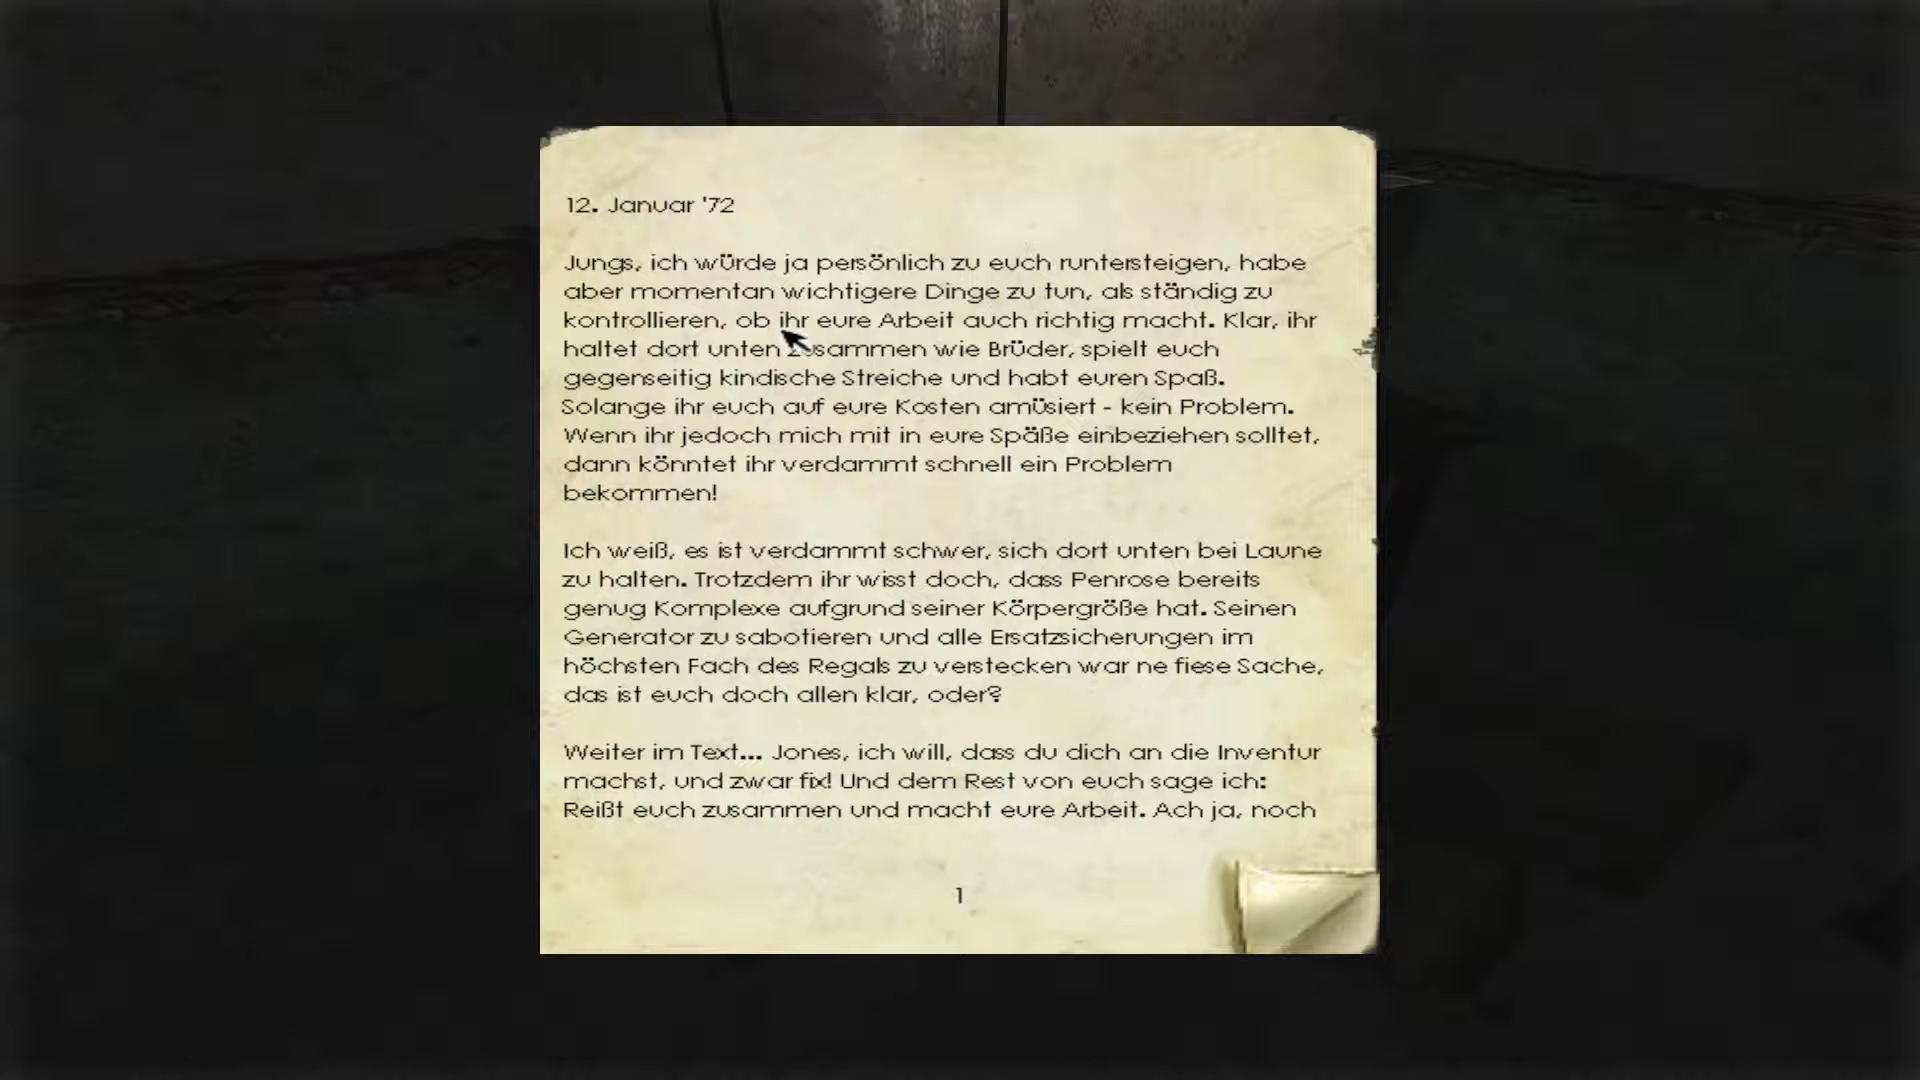 12. Januar '72
Jungs, ich würde ja persönlich zu euch runtersteigen, habe
aber momentan wichtigere Dinge zu tun, als ständig zu
kontrollieren, ob ihr eure Arbeit auch richtig macht. Klar, ihr
haltet dort unten zusammen wie Brüder, spielt euch
gegenseitig kindische Streiche und habt euren Spaß.
Solange ihr euch auf eure Kosten amüsiert - kein Problem.
Wenn ihr jedoch mich mit in eure Späße einbeziehen solltet,
dann könntet ihr verdammt schnell ein Problem
bekommen!
Ich weiß, es ist verdammt schwer, sich dort unten bei Laune
zu halten. Trotzdem ihr wisst doch, dass Penrose bereits
genug Komplexe aufgrund seiner Körpergröße hat. Seinen
Generator zu sabotieren und alle Ersatzsicherungen im
höchsten Fach des Regals zu verstecken war ne fiese Sache,
das ist euch doch allen klar, oder?
Weiter im Text... Jones, ich will, dass du dich an die Inventur
machst, und zwar fix! Und dem Rest von euch sage ich:
Reißt euch zusammen und macht eure Arbeit. Ach ja, noch
1